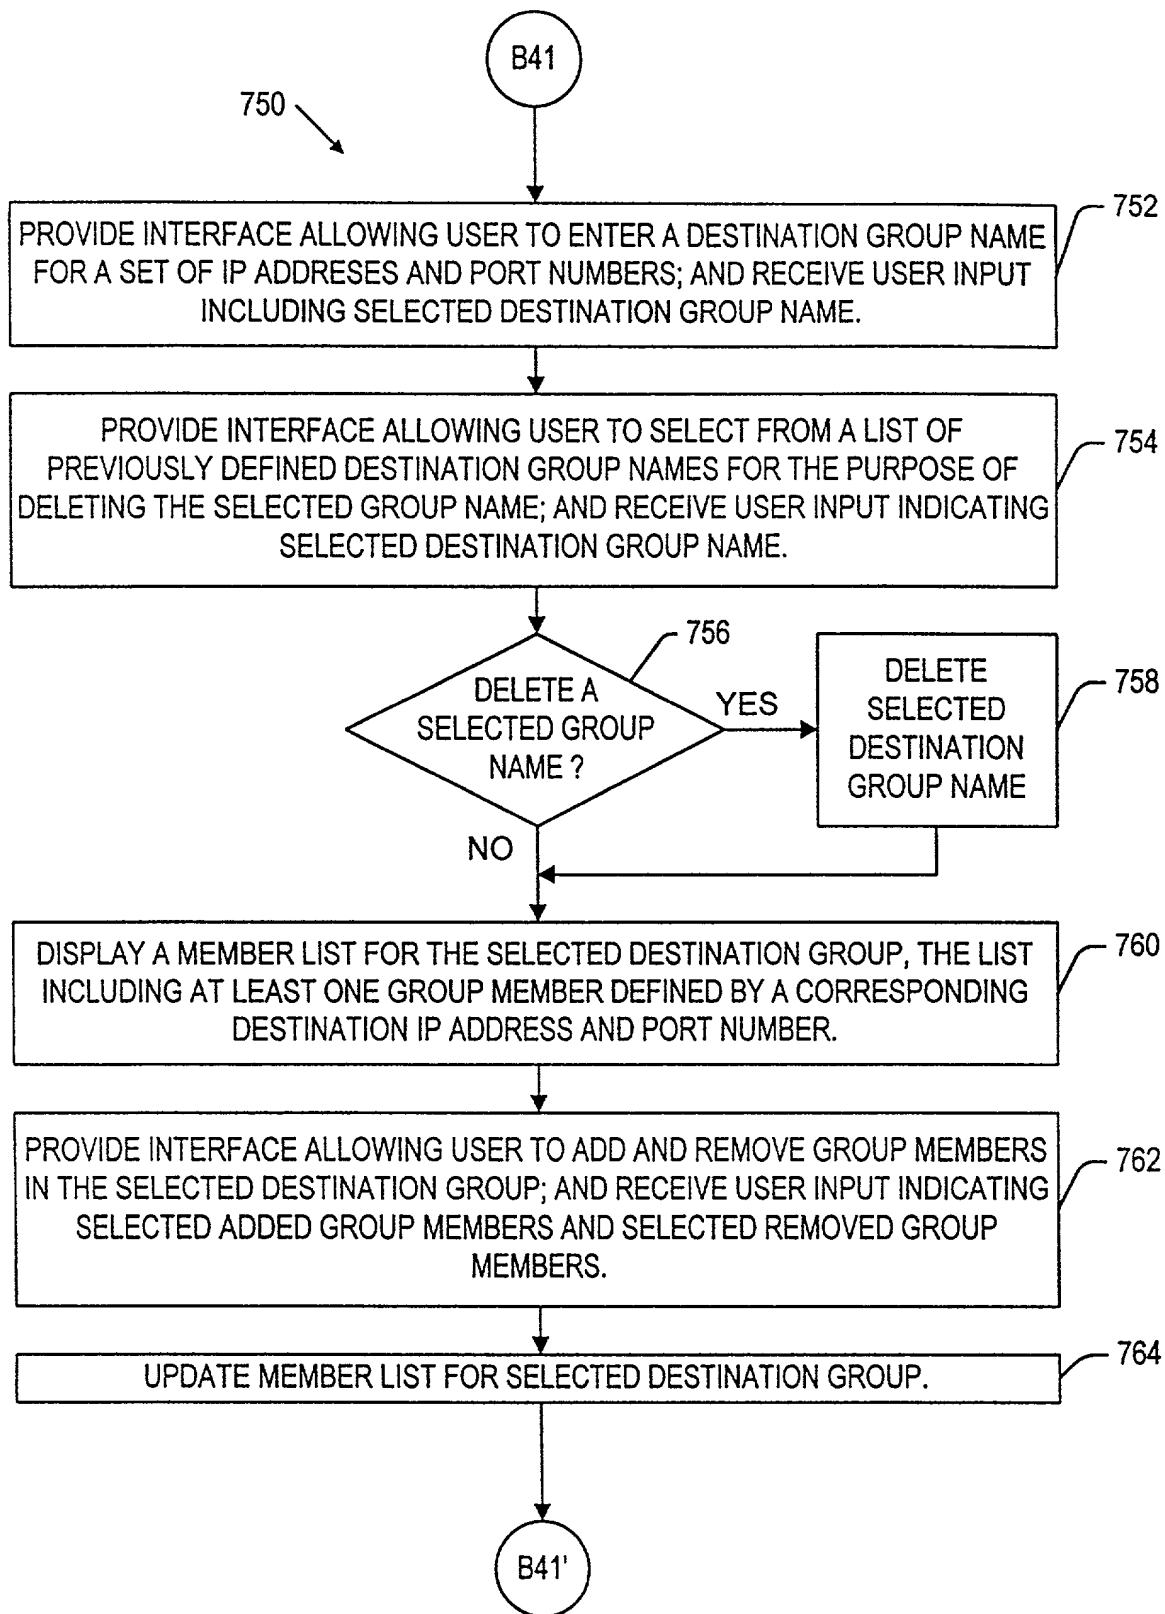 B41
750
PROVIDE INTERFACE ALLOWING USER TO ENTER A DESTINATION GROUP NAME
FOR A SET OF IP ADDRESES AND PORT NUMBERS; AND RECEIVE USER INPUT
INCLUDING SELECTED DESTINATION GROUP NAME.
752
PROVIDE INTERFACE ALLOWING USER TO SELECT FROM A LIST OF
PREVIOUSLY DEFINED DESTINATION GROUP NAMES FOR THE PURPOSE OF
DELETING THE SELECTED GROUP NAME; AND RECEIVE USER INPUT INDICATING
SELECTED DESTINATION GROUP NAME.
754
756
DELETE A
SELECTED GROUP
NAME ?
YES
DELETE
SELECTED
DESTINATION
GROUP NAME
758
NO
DISPLAY A MEMBER LIST FOR THE SELECTED DESTINATION GROUP, THE LIST
INCLUDING AT LEAST ONE GROUP MEMBER DEFINED BY A CORRESPONDING
DESTINATION IP ADDRESS AND PORT NUMBER.
760
PROVIDE INTERFACE ALLOWING USER TO ADD AND REMOVE GROUP MEMBERS
IN THE SELECTED DESTINATION GROUP; AND RECEIVE USER INPUT INDICATING
SELECTED ADDED GROUP MEMBERS AND SELECTED REMOVED GROUP
MEMBERS.
762
UPDATE MEMBER LIST FOR SELECTED DESTINATION GROUP.
764
B41'